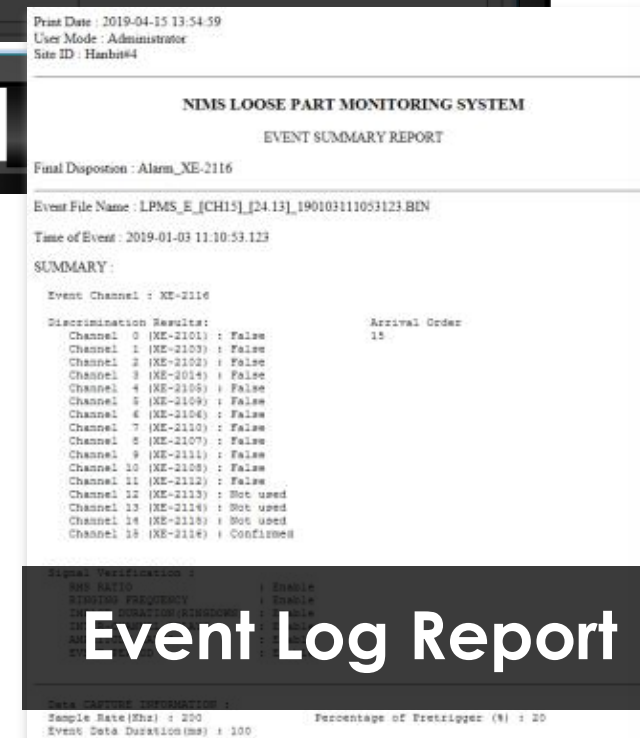 Print Date : 2019-04-15 13:54:59
User Mode : Administrator
Site ID : Hanbit#4
NIMS LOOSE PART MONITORING SYSTEM
EVENT SUMMARY REPORT
Final Dispostion : Alarm_XE-2116
Event File Name : LPMS_E_[CH15]_[24.13]_190103111053123.BIN
Time of Event : 2019-01-03 11:10:53.123
SUMMARY :
Event Channel : XE-2116
Discrimination Results: Arrival Order
Channel 0 (XE-2101) : False 15
Channel 1 (XE-2103) : False
Channel 2 (XE-2102) : False
Channel 3 (XE-2014) : False
Channel 4 (XE-2105) : False
Channel 5 (XE-2109) : False
Channel 6 (XE-2106) : False
Channel 7 (XE-2110) : False
Channel 8 (XE-2107) : False
Channel 9 (XE-2111) : False
Channel 10 (XE-2108) : False
Channel 11 (XE-2112) : False
Channel 12 (XE-2113) : Not used
Channel 13 (XE-2114) : Not used
Channel 14 (XE-2115) : Not used
Channel 15 (XE-2116) : Confirmed
Signal Verification :
RMS RATIO : Enable
RINGING FREQUENCY : Enable
Event Log Report
Data CAPTURE INFORMATION :
Sample Rate(Khz) : 200 Percentage of Pretrigger (%) : 20
Event Data Duration(ms) : 100